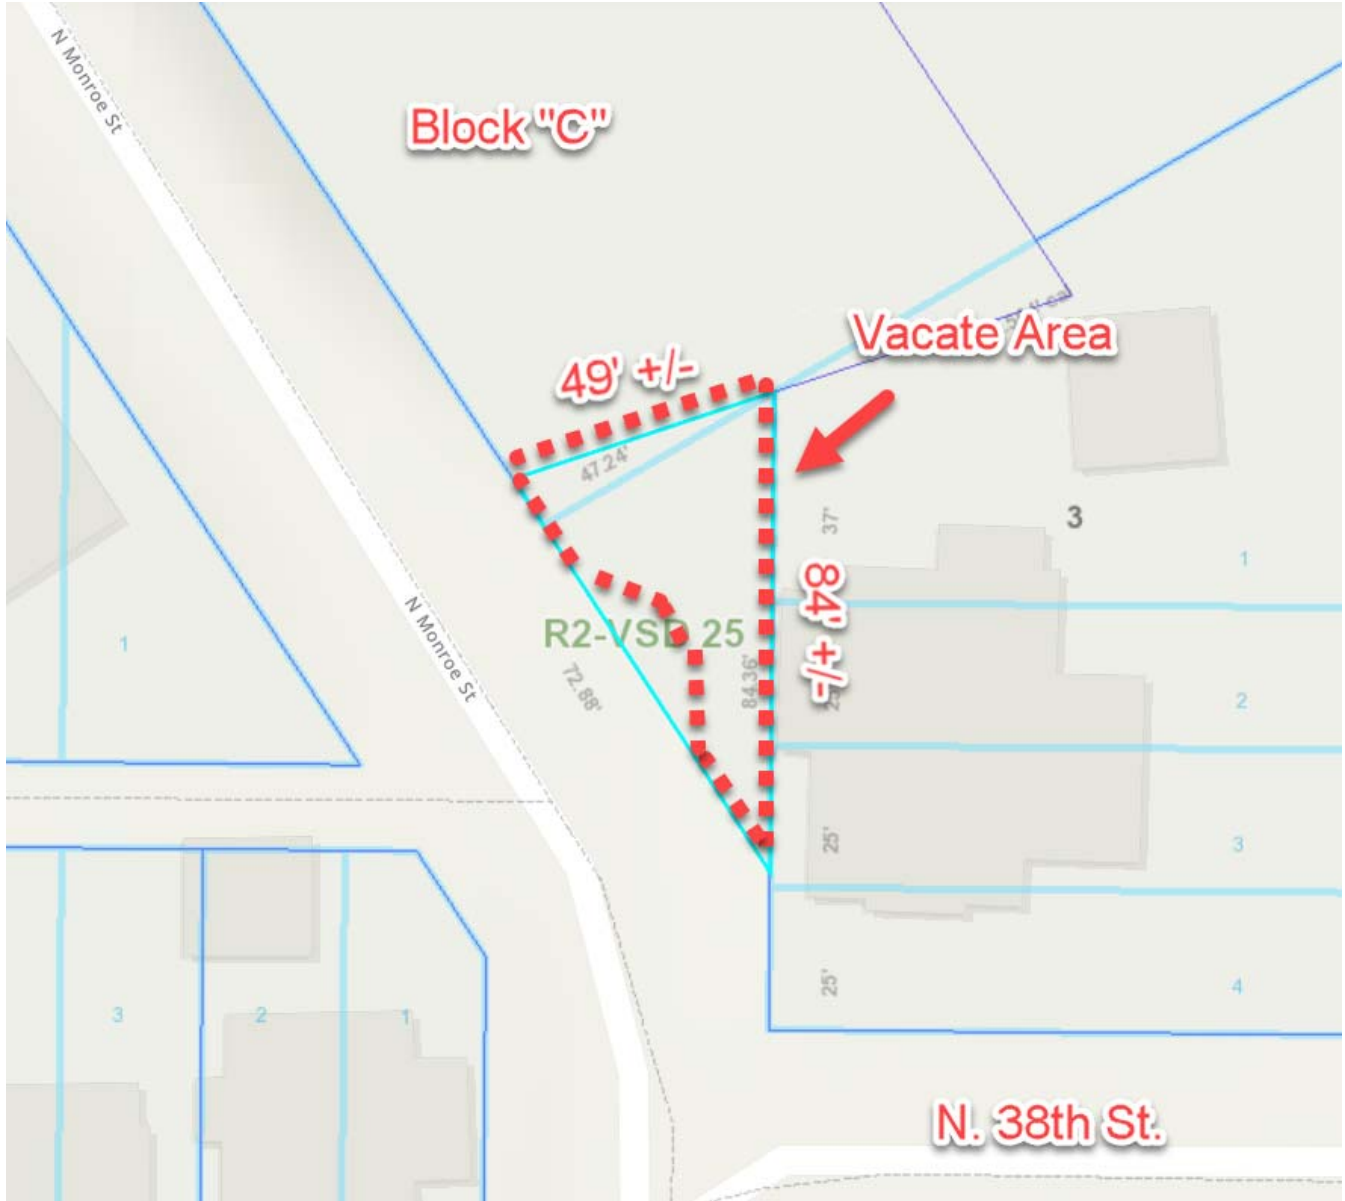 N Monroe St
Block "C"
Vacate Area
49' +/-
47.24'
37'
3
1
84' +/-
1
R2-VSD 25
N Monroe St
72.88'
84.36'
2
25'
3
25'
4
3
2
1
N. 38th St.